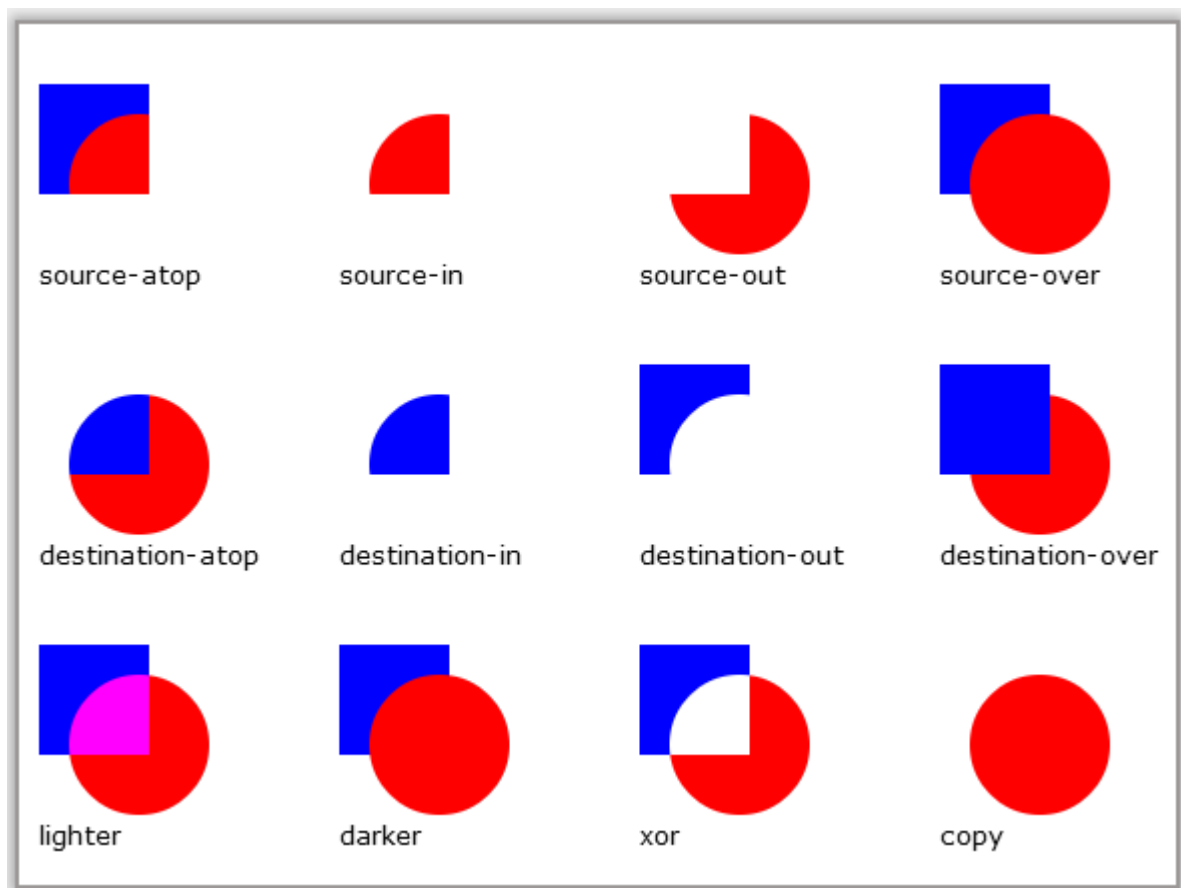 source-atop
source-in
source-out
source-over
destination-atop
destination-in
destination-out
destination-over
lighter
darker
xor
copy